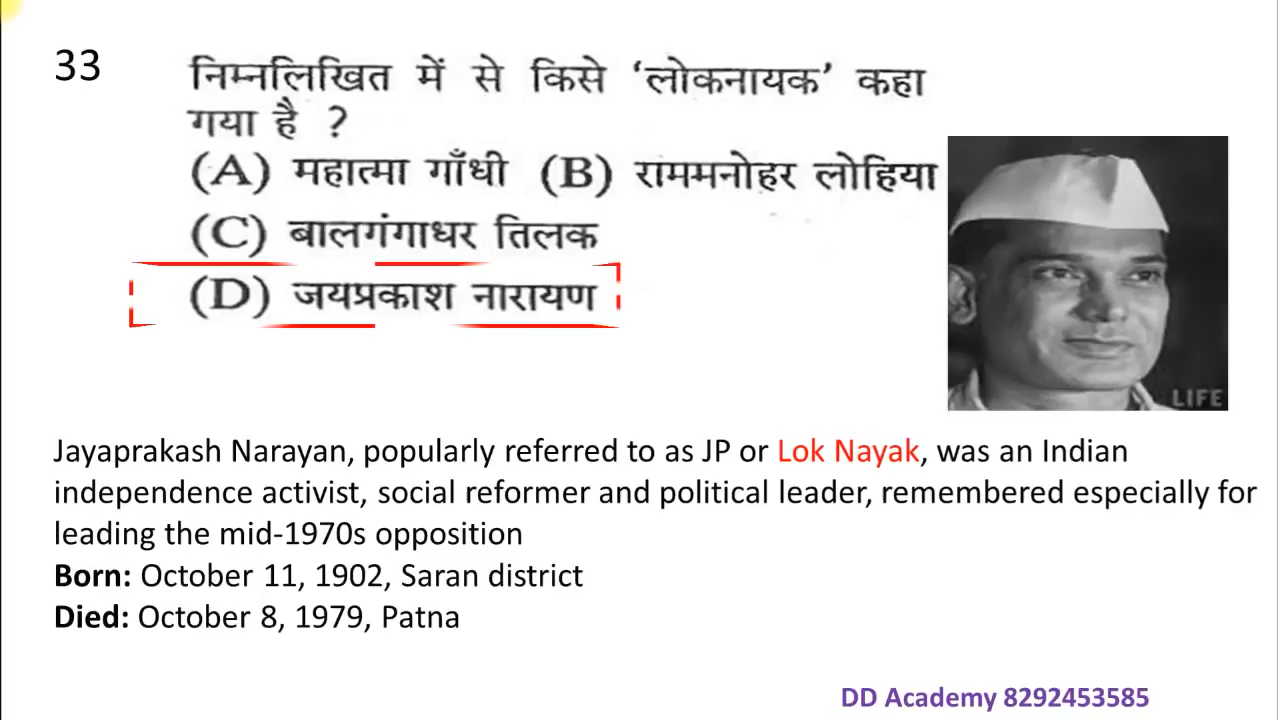 33
निम्नलिखित में से किसे ‘लोकनायक’ कहा
गया है ?
(A) महात्मा गाँधी (B) राममनोहर लोहिया
(C) बालगंगाधर तिलक
(D) जयप्रकाश नारायण
LIFE
Jayaprakash Narayan, popularly referred to as JP or Lok Nayak, was an Indian
independence activist, social reformer and political leader, remembered especially for
leading the mid-1970s opposition
Born: October 11, 1902, Saran district
Died: October 8, 1979, Patna
DD Academy 8292453585